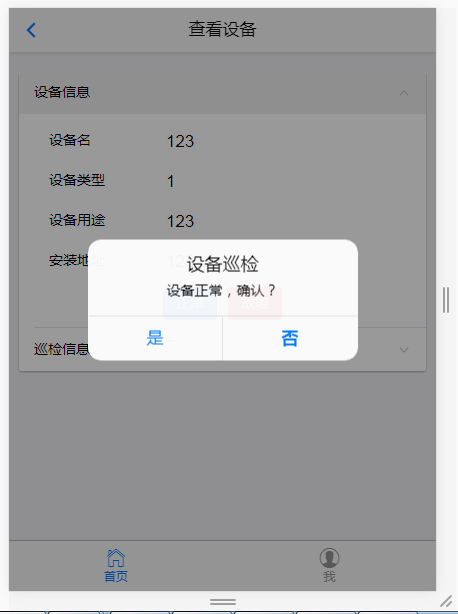 查看设备
设备信息
设备名 123
设备类型 1
设备用途 123
安装地
设备巡检
设备正常，确认？
是 否
巡检信息
首页 我